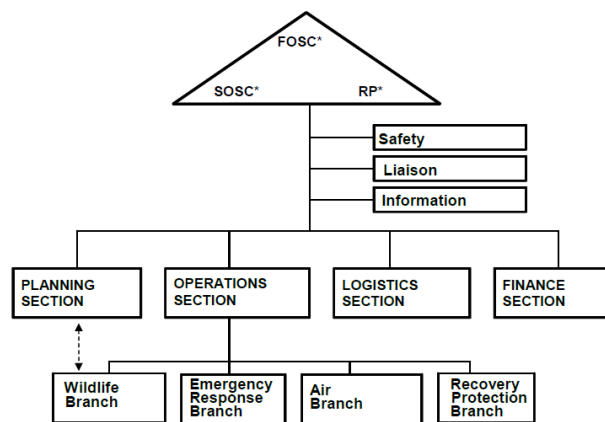 FOSC*
SOSC* RP*
Safety
Liaison
Information
PLANNING
SECTION
OPERATIONS
SECTION
LOGISTICS
SECTION
FINANCE
SECTION
Wildlife
Branch
Emergency
Response
Branch
Air
Branch
Recovery
Protection
Branch